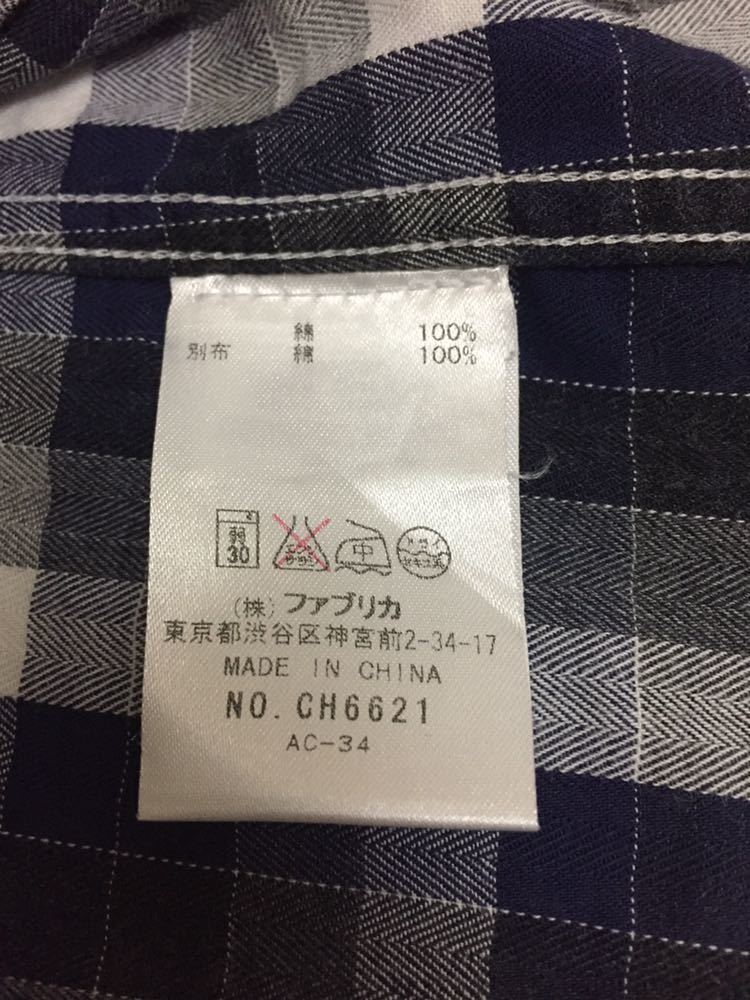 綿 100%
別布 綿 100%
弱 30 中
(株)ファブリカ
東京都渋谷区神宮前2-34-17
MADE IN CHINA
NO. CH6621
AC-34